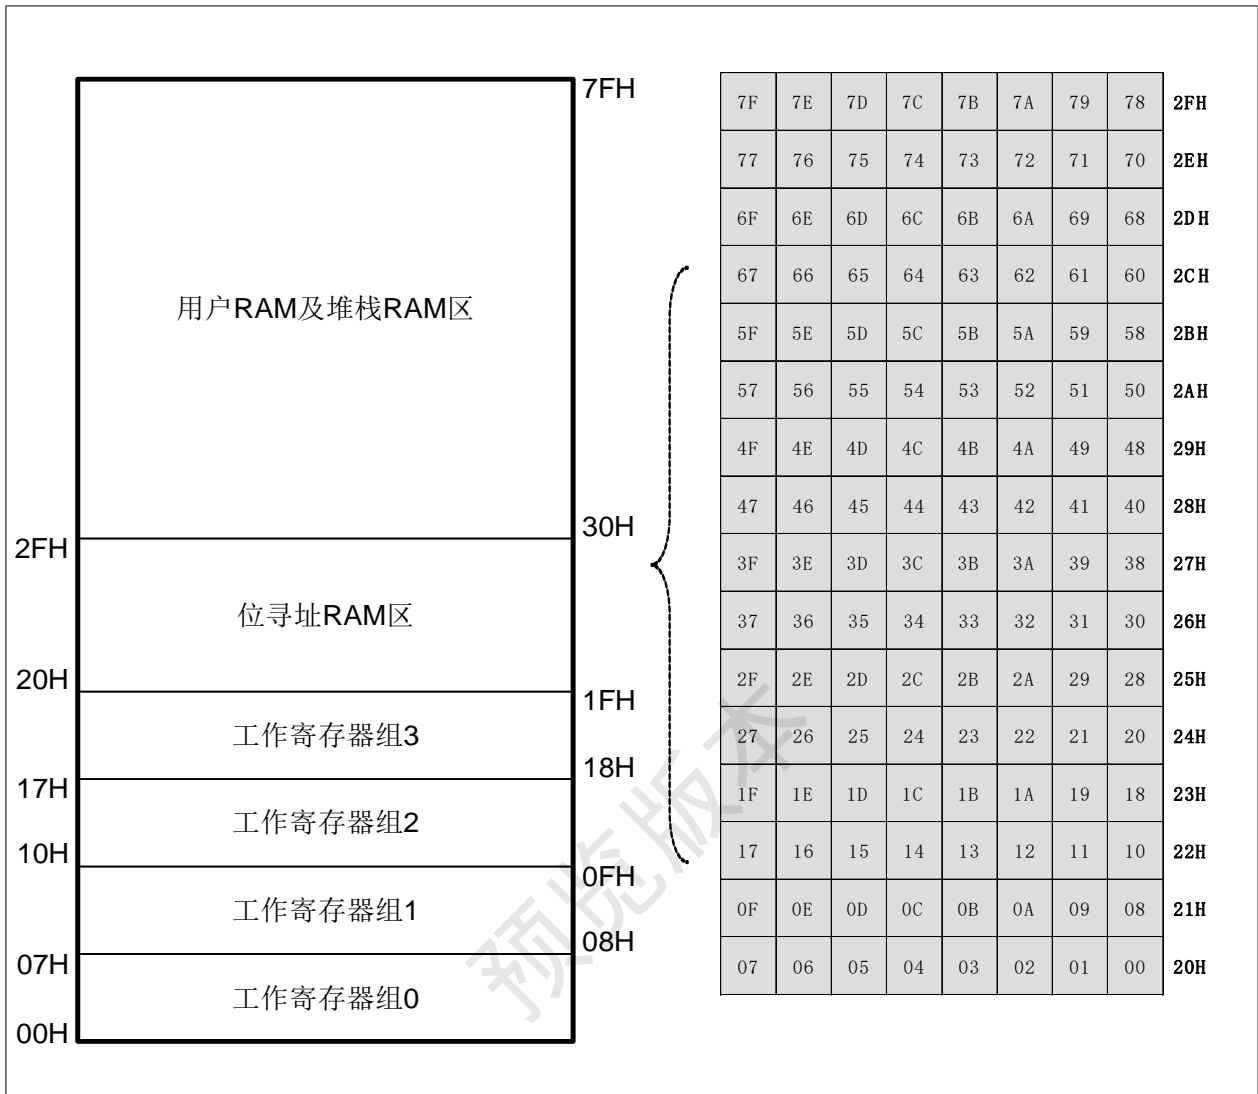 7FH
用户RAM及堆栈RAM区
30H
2FH
位寻址RAM区
20H
1FH
工作寄存器组3
18H
17H
工作寄存器组2
10H
0FH
工作寄存器组1
08H
07H
工作寄存器组0
00H
7F 7E 7D 7C 7B 7A 79 78 2FH
77 76 75 74 73 72 71 70 2EH
6F 6E 6D 6C 6B 6A 69 68 2DH
67 66 65 64 63 62 61 60 2CH
5F 5E 5D 5C 5B 5A 59 58 2BH
57 56 55 54 53 52 51 50 2AH
4F 4E 4D 4C 4B 4A 49 48 29H
47 46 45 44 43 42 41 40 28H
3F 3E 3D 3C 3B 3A 39 38 27H
37 36 35 34 33 32 31 30 26H
2F 2E 2D 2C 2B 2A 29 28 25H
27 26 25 24 23 22 21 20 24H
1F 1E 1D 1C 1B 1A 19 18 23H
17 16 15 14 13 12 11 10 22H
0F 0E 0D 0C 0B 0A 09 08 21H
07 06 05 04 03 02 01 00 20H
预览版本